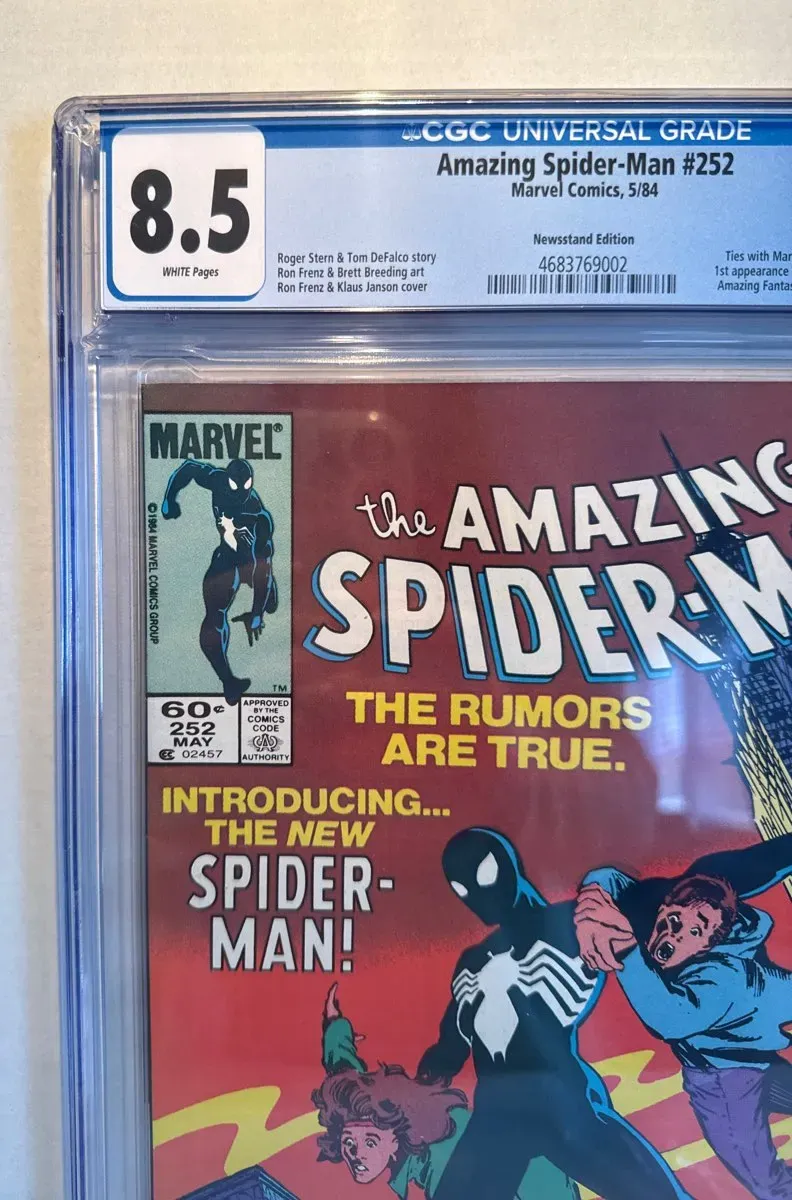 CGC UNIVERSAL GRADE
Amazing Spider-Man #252
Marvel Comics, 5/84
8.5
WHITE Pages
Newsstand Edition
4683769002
Roger Stern & Tom DeFalco story
Ron Frenz & Brett Breeding art
Ron Frenz & Klaus Janson cover
Ties with Mar
1st appearance
Amazing Fantas
MARVEL®
© 1984 MARVEL COMICS GROUP
TM
60¢
252
MAY
CC 02457
APPROVED
BY THE
COMICS
CODE
CA
AUTHORITY
the AMAZING
SPIDER-M
THE RUMORS
ARE TRUE.
INTRODUCING...
THE NEW
SPIDER-
MAN!